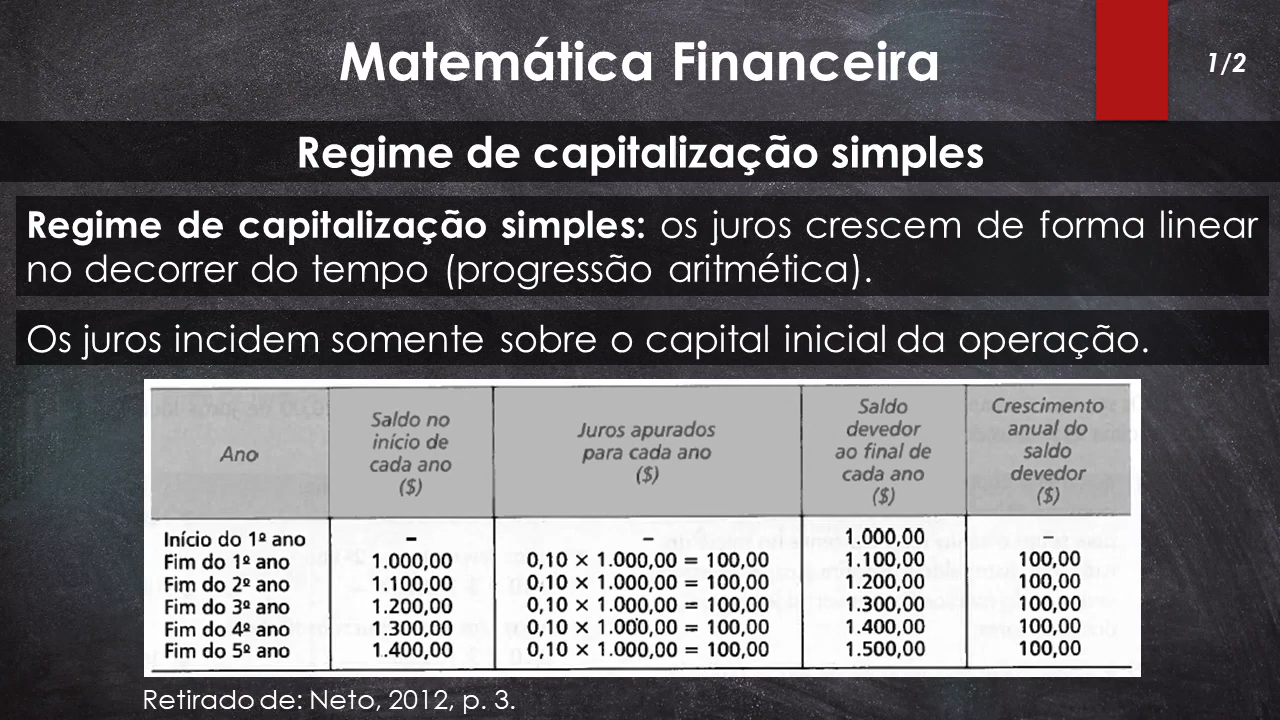 Matemática Financeira
1/2
Regime de capitalização simples
Regime de capitalização simples: os juros crescem de forma linear
no decorrer do tempo (progressão aritmética).
Os juros incidem somente sobre o capital inicial da operação.
Ano
Saldo no
início de
cada ano
($)
Juros apurados
para cada ano
($)
Saldo
devedor
ao final de
cada ano
($)
Crescimento
anual do
saldo
devedor
($)
Início do 1º ano – – 1.000,00 –
Fim do 1º ano 1.000,00 0,10 × 1.000,00 = 100,00 1.100,00 100,00
Fim do 2º ano 1.100,00 0,10 × 1.000,00 = 100,00 1.200,00 100,00
Fim do 3º ano 1.200,00 0,10 × 1.000,00 = 100,00 1.300,00 100,00
Fim do 4º ano 1.300,00 0,10 × 1.000,00 = 100,00 1.400,00 100,00
Fim do 5º ano 1.400,00 0,10 × 1.000,00 = 100,00 1.500,00 100,00
Retirado de: Neto, 2012, p. 3.